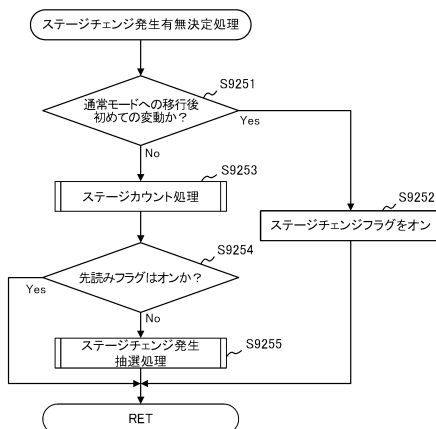 ステージチェンジ発生有無決定処理
S9251
通常モードへの移行後
初めての変動か？
Yes
No
S9253
ステージカウント処理
S9252
ステージチェンジフラグをオン
S9254
先読みフラグはオンか？
Yes
No
ステージチェンジ発生
抽選処理
S9255
RET